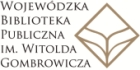 WOJEWÓDZKA
BIBLIOTEKA
PUBLICZNA
IM. WITOLDA
GOMBROWICZA